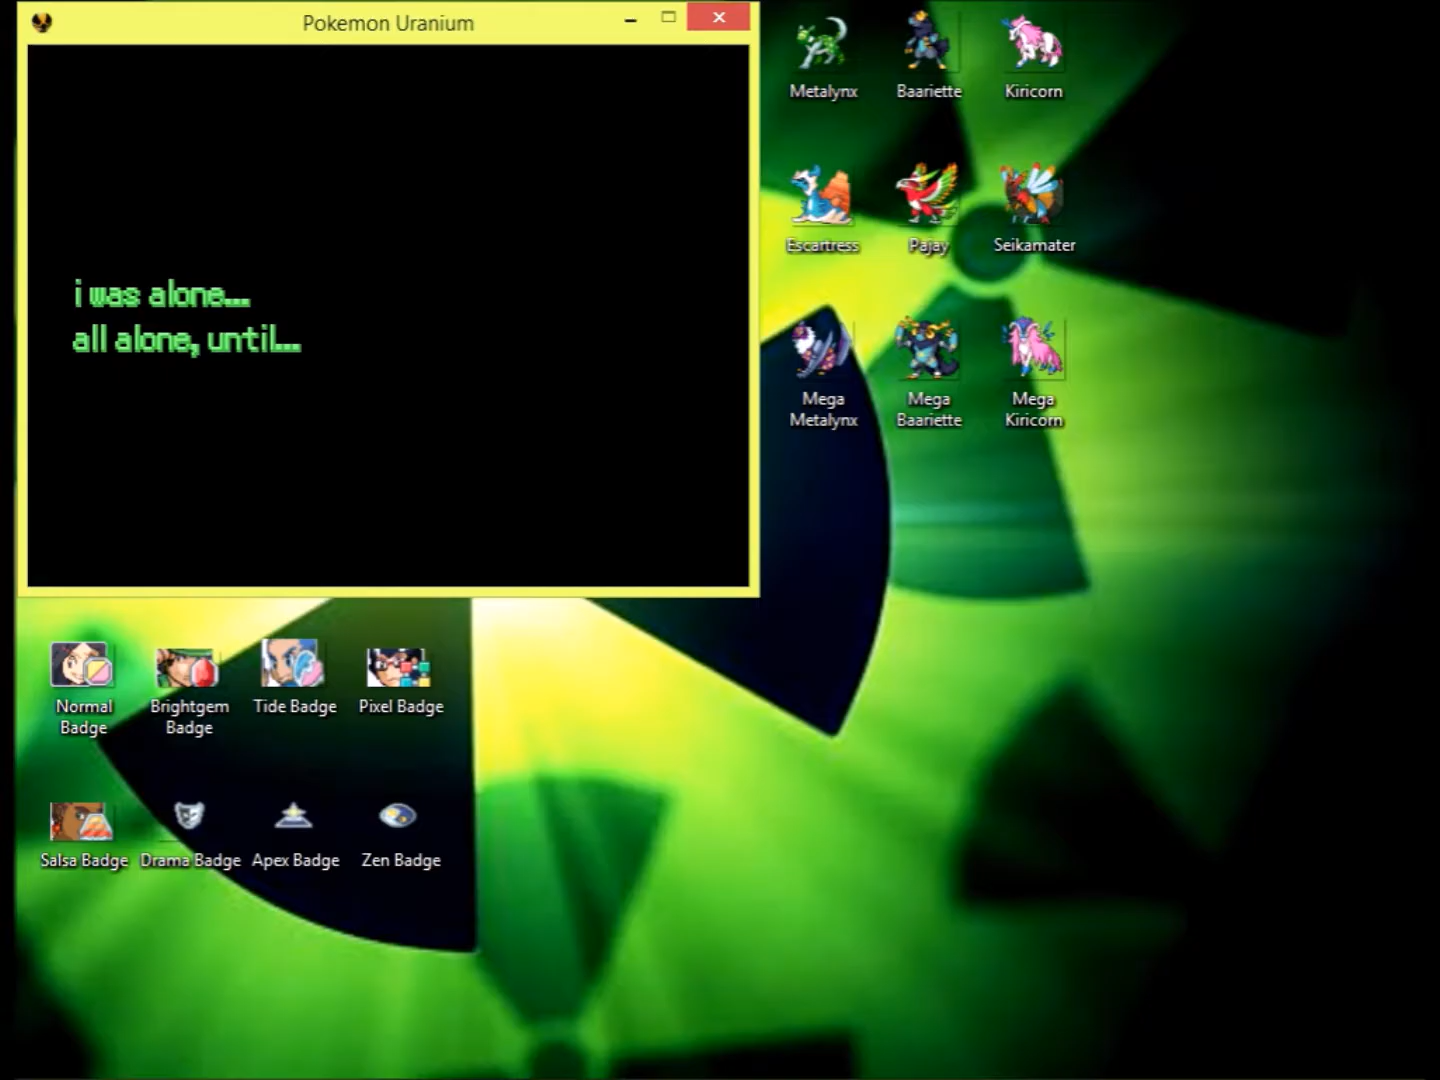 Pokemon Uranium
i was alone...
all alone, until...
Metalynx
Baariette
Kiricorn
Escartress
Pajay
Seikamater
Mega
Metalynx
Mega
Baariette
Mega
Kiricorn
Normal
Badge
Brightgem
Badge
Tide Badge
Pixel Badge
Salsa Badge
Drama Badge
Apex Badge
Zen Badge